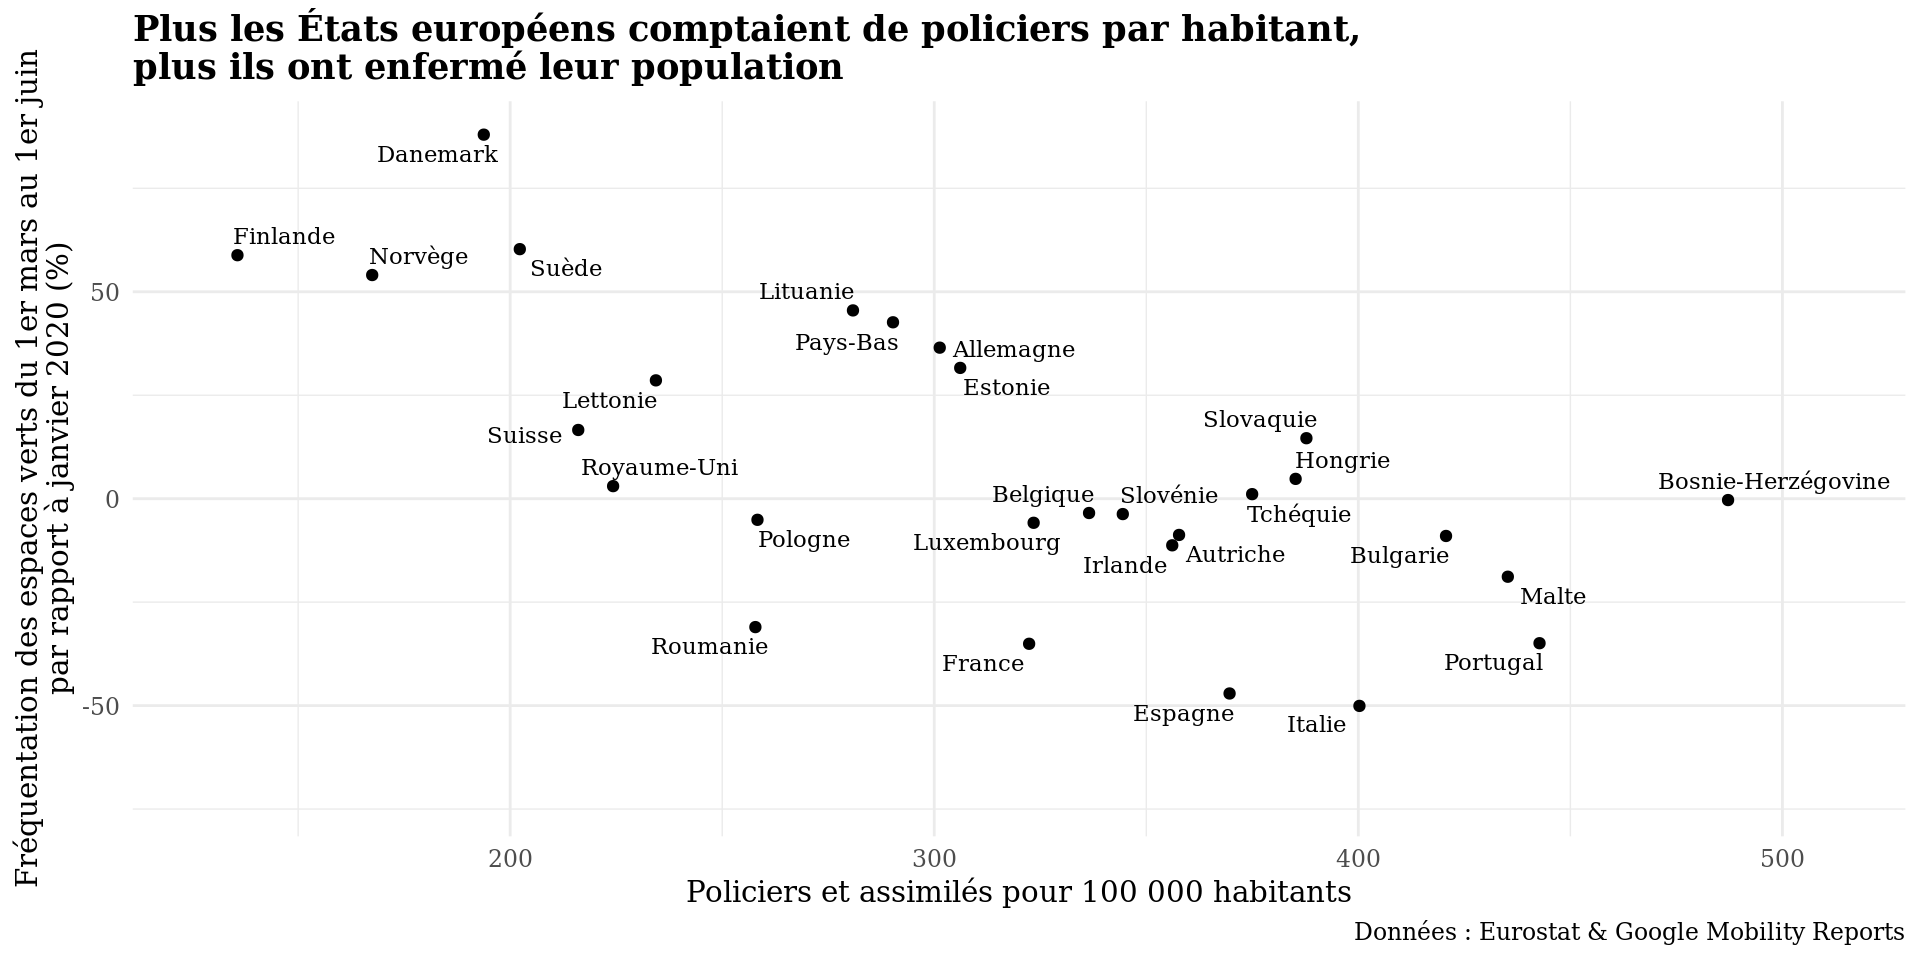 Plus les États européens comptaient de policiers par habitant,
plus ils ont enfermé leur population
Fréquentation des espaces verts du 1er mars au 1er juin
par rapport à janvier 2020 (%)
Danemark
Finlande
Norvège
Suède
50
Lituanie
Pays-Bas
Allemagne
Estonie
Lettonie
Suisse
Slovaquie
Royaume-Uni
Hongrie
Bosnie-Herzégovine
0
Belgique
Slovénie
Tchéquie
Pologne
Luxembourg
Irlande
Autriche
Bulgarie
Malte
Roumanie
France
Portugal
-50
Espagne
Italie
200
300
400
500
Policiers et assimilés pour 100 000 habitants
Données : Eurostat & Google Mobility Reports